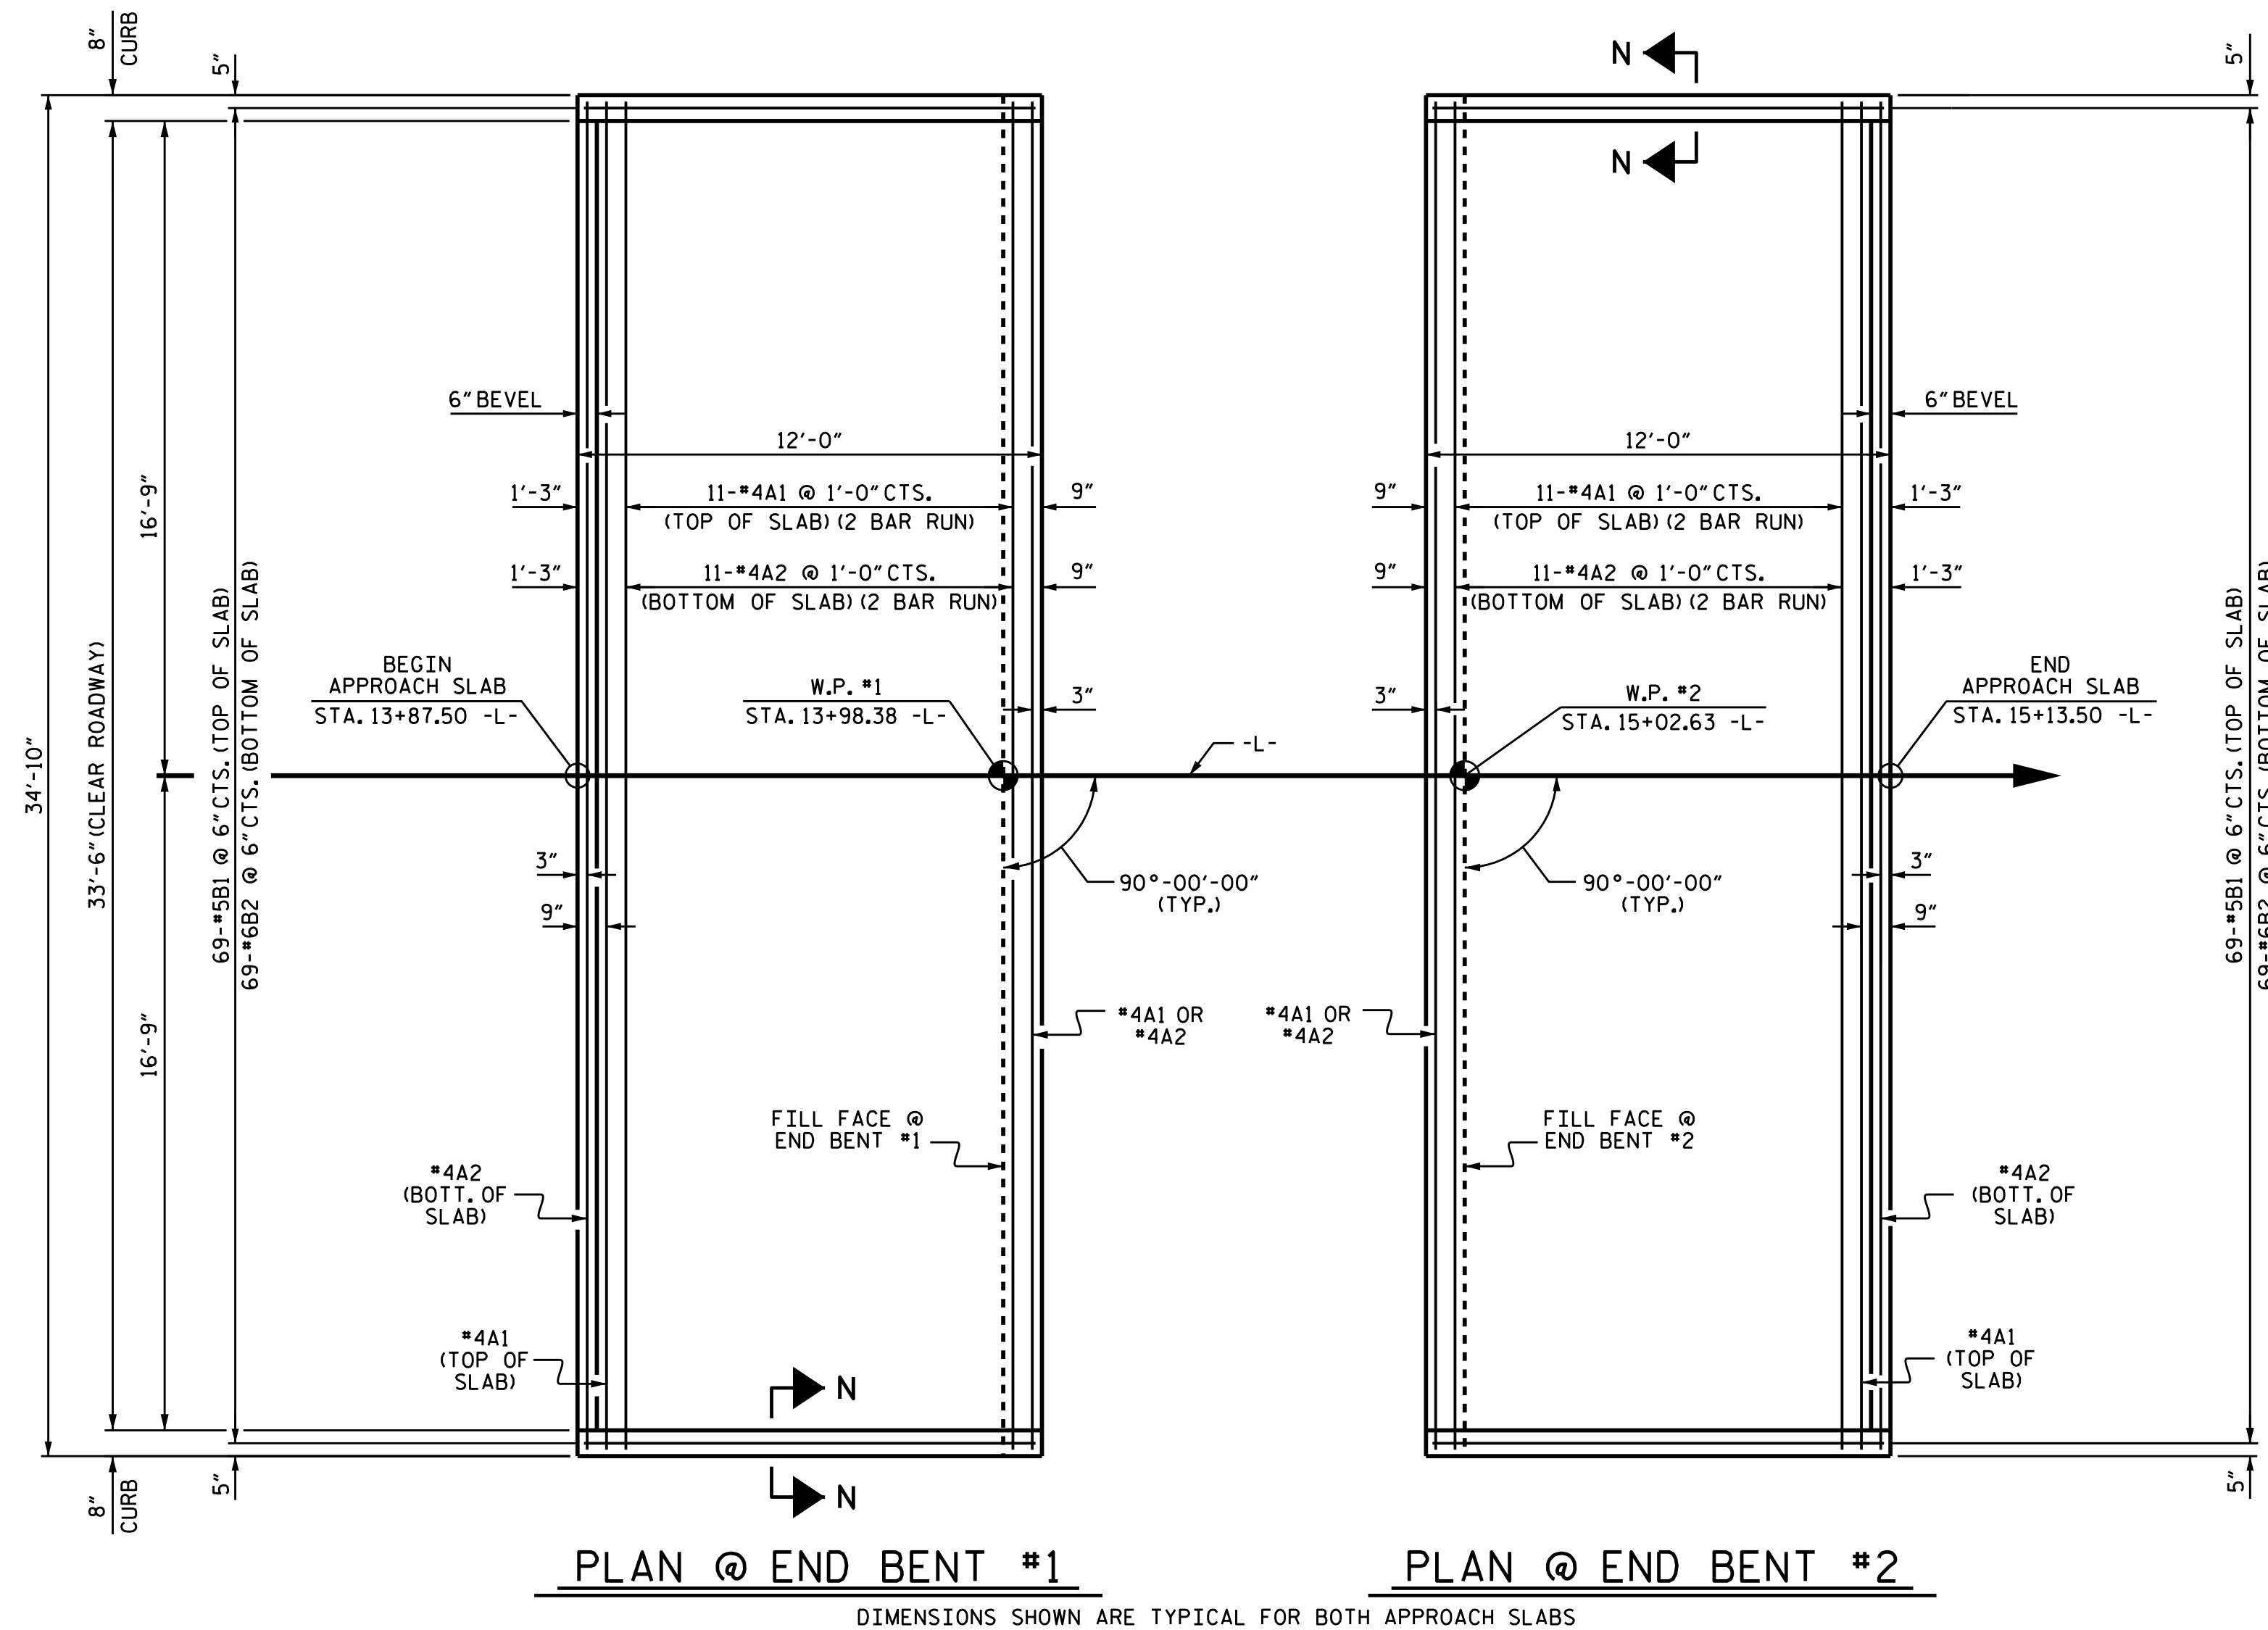 8" CURB
5"
34'-10"
33'-6" (CLEAR ROADWAY)
16'-9"
16'-9"
69-#5B1 @ 6" CTS. (TOP OF SLAB)
69-#6B2 @ 6" CTS. (BOTTOM OF SLAB)
8" CURB
5"
6" BEVEL
12'-0"
1'-3"
11-#4A1 @ 1'-0" CTS.
(TOP OF SLAB) (2 BAR RUN)
9"
1'-3"
11-#4A2 @ 1'-0" CTS.
(BOTTOM OF SLAB) (2 BAR RUN)
9"
BEGIN
APPROACH SLAB
STA. 13+87.50 -L-
W.P. #1
STA. 13+98.38 -L-
3"
-L-
3"
9"
90°-00'-00"
(TYP.)
#4A1 OR
#4A2
FILL FACE @
END BENT #1
#4A2
(BOTT. OF
SLAB)
#4A1
(TOP OF
SLAB)
N
N
PLAN @ END BENT #1
N
N
5"
6" BEVEL
12'-0"
9"
11-#4A1 @ 1'-0" CTS.
(TOP OF SLAB) (2 BAR RUN)
1'-3"
9"
11-#4A2 @ 1'-0" CTS.
(BOTTOM OF SLAB) (2 BAR RUN)
1'-3"
3"
W.P. #2
STA. 15+02.63 -L-
END
APPROACH SLAB
STA. 15+13.50 -L-
3"
9"
90°-00'-00"
(TYP.)
#4A1 OR
#4A2
FILL FACE @
END BENT #2
#4A2
(BOTT. OF
SLAB)
#4A1
(TOP OF
SLAB)
69-#5B1 @ 6" CTS. (TOP OF SLAB)
69-#6B2 @ 6" CTS. (BOTTOM OF SLAB)
5"
PLAN @ END BENT #2
DIMENSIONS SHOWN ARE TYPICAL FOR BOTH APPROACH SLABS